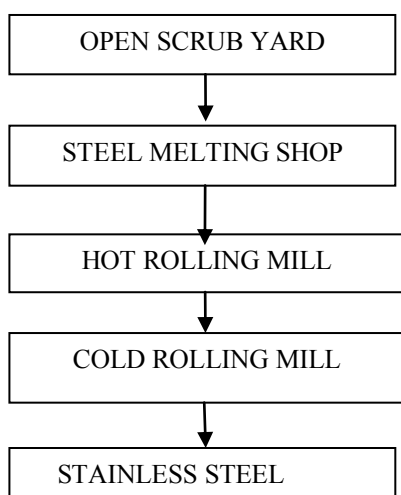 OPEN SCRUB YARD
STEEL MELTING SHOP
HOT ROLLING MILL
COLD ROLLING MILL
STAINLESS STEEL